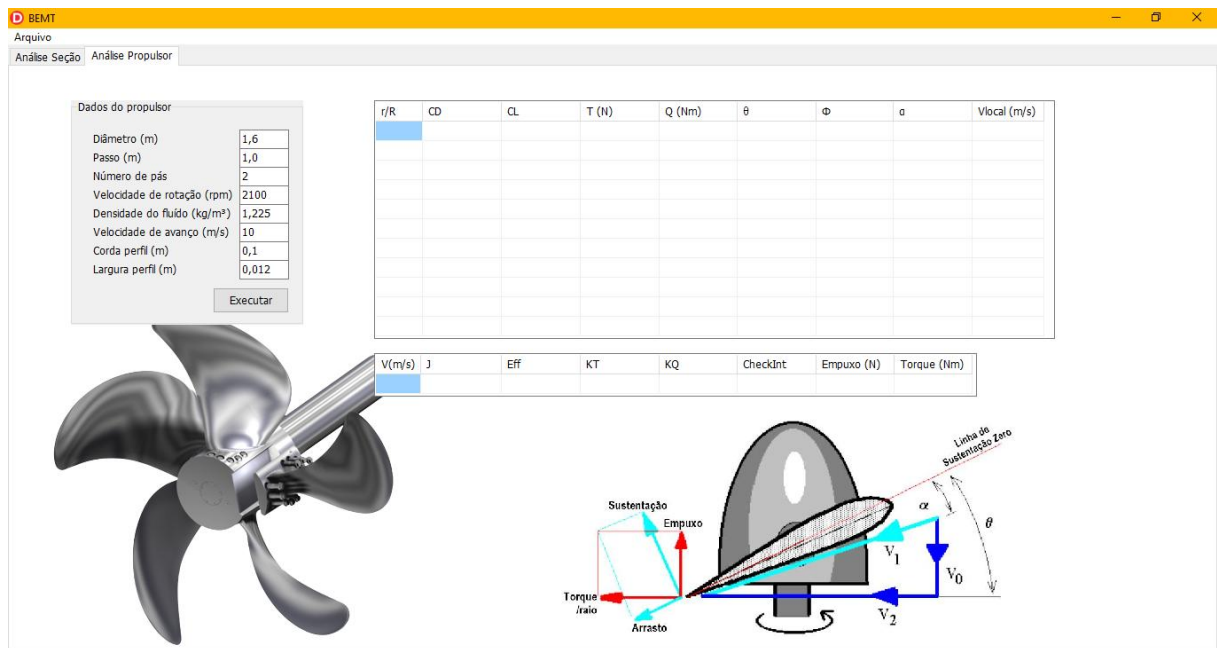 BEMT
Arquivo
Análise Seção Análise Propulsor
Dados do propulsor
Diâmetro (m) 1,6
Passo (m) 1,0
Número de pás 2
Velocidade de rotação (rpm) 2100
Densidade do fluído (kg/m³) 1,225
Velocidade de avanço (m/s) 10
Corda perfil (m) 0,1
Largura perfil (m) 0,012
Executar
r/R CD CL T (N) Q (Nm) θ Φ α Vlocal (m/s)
V(m/s) J Eff KT KQ CheckInt Empuxo (N) Torque (Nm)
Linha de
Sustentação Zero
Sustentação
Empuxo
α
θ
V1
V0
Torque
/raio
V2
Arrasto